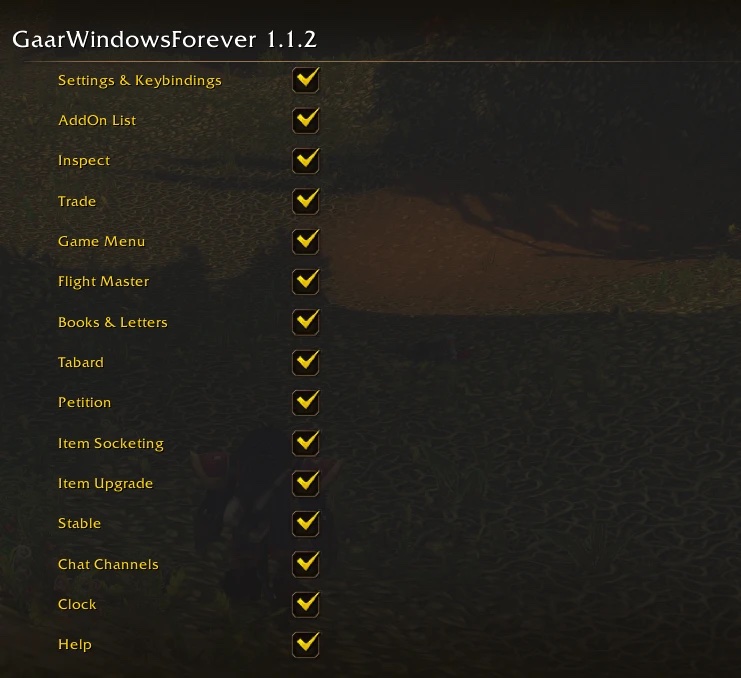 GaarWindowsForever 1.1.2
Settings & Keybindings
AddOn List
Inspect
Trade
Game Menu
Flight Master
Books & Letters
Tabard
Petition
Item Socketing
Item Upgrade
Stable
Chat Channels
Clock
Help